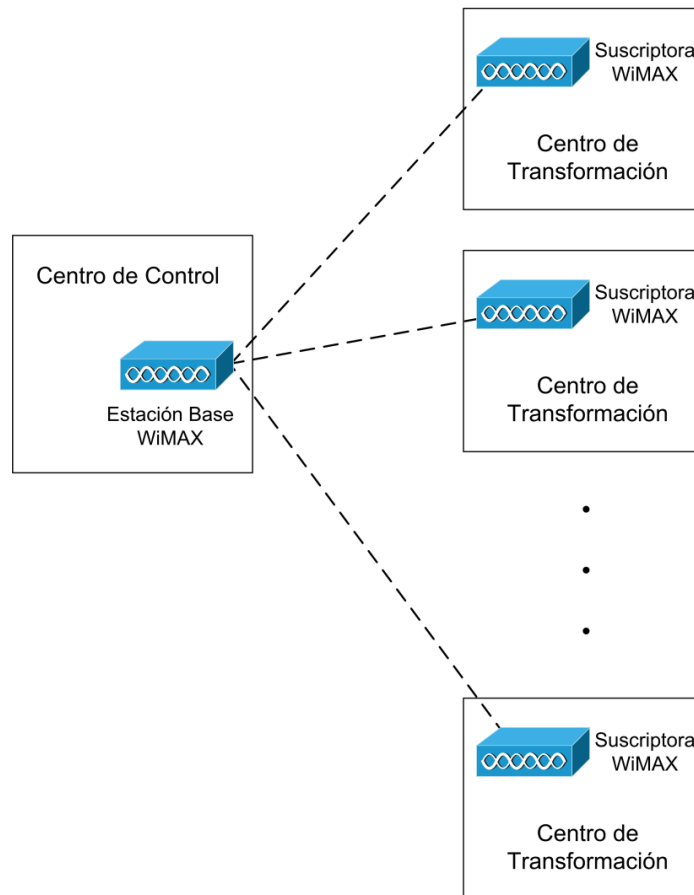 Suscriptora
WiMAX
Centro de
Transformación
Centro de Control
Estación Base
WiMAX
Suscriptora
WiMAX
Centro de
Transformación
Suscriptora
WiMAX
Centro de
Transformación